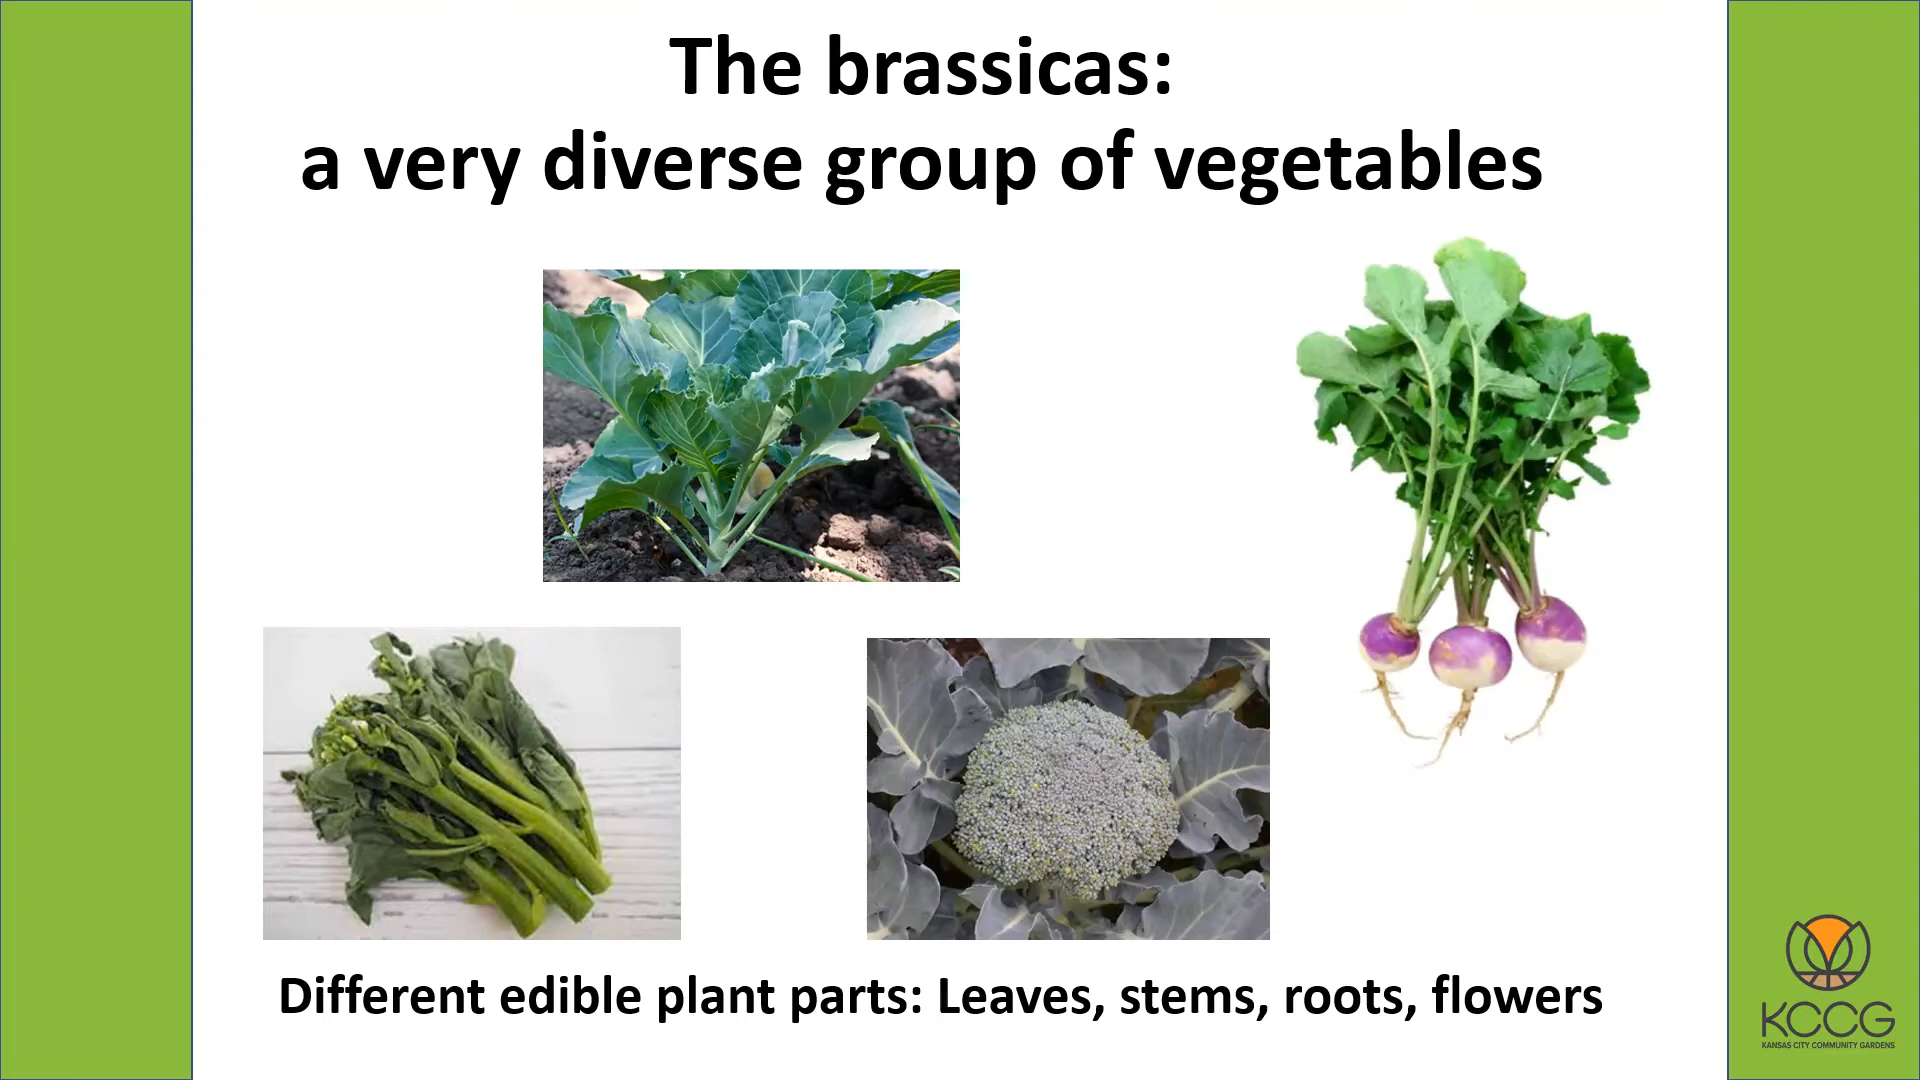 The brassicas:
a very diverse group of vegetables
Different edible plant parts: Leaves, stems, roots, flowers
KCCG
KANSAS CITY COMMUNITY GARDENS